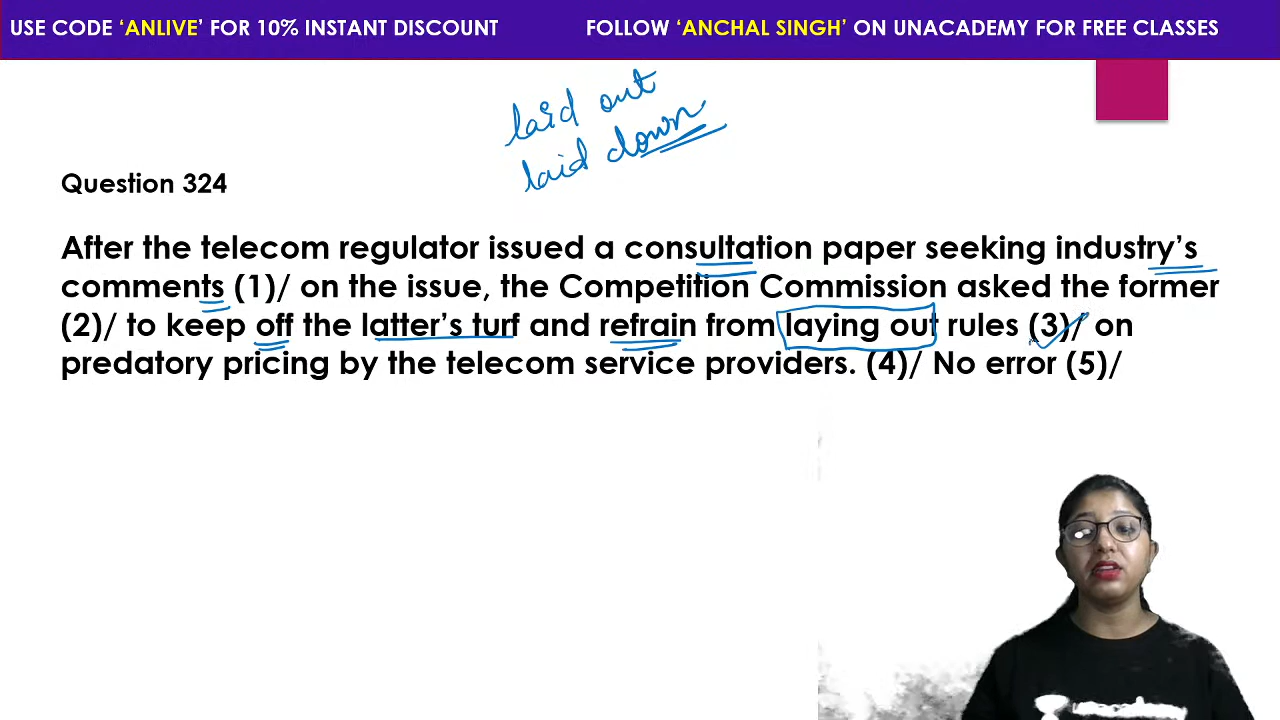 USE CODE ‘ANLIVE’ FOR 10% INSTANT DISCOUNT FOLLOW ‘ANCHAL SINGH’ ON UNACADEMY FOR FREE CLASSES
laid out
laid down
Question 324
After the telecom regulator issued a consultation paper seeking industry’s
comments (1)/ on the issue, the Competition Commission asked the former
(2)/ to keep off the latter’s turf and refrain from laying out rules (3)/ on
predatory pricing by the telecom service providers. (4)/ No error (5)/